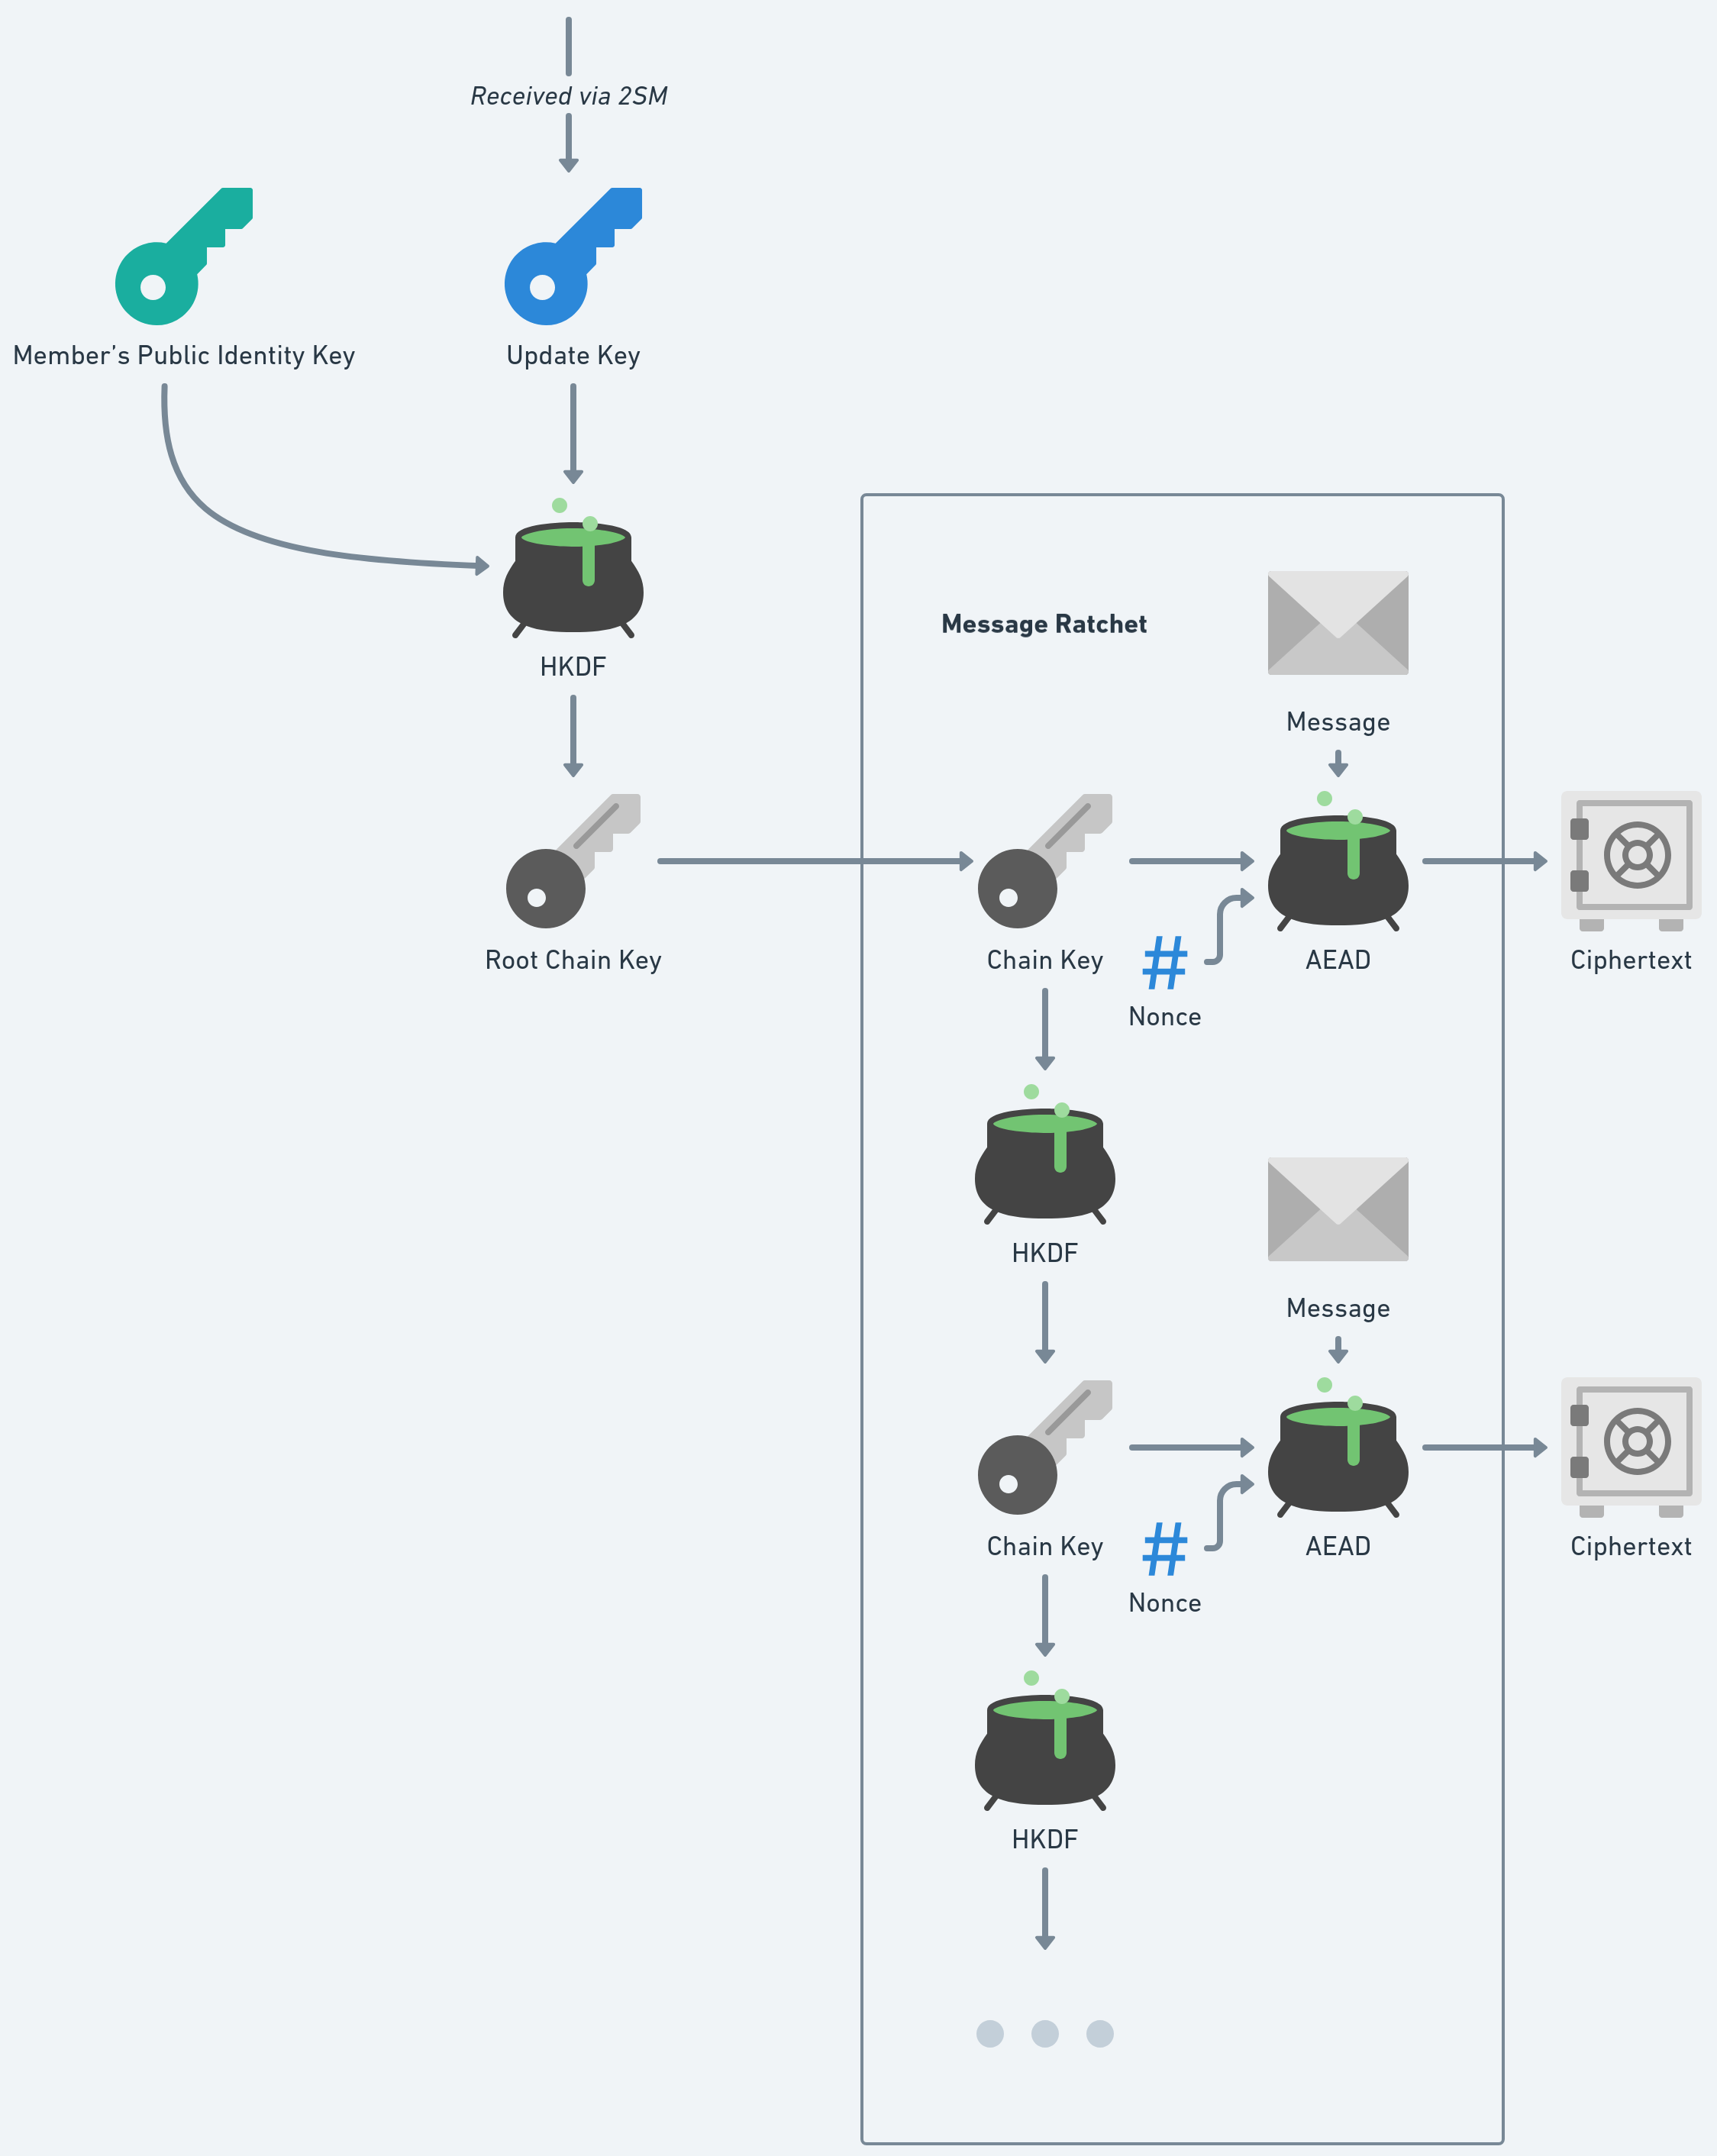 Received via 2SM
Member’s Public Identity Key
Update Key
HKDF
Message Ratchet
Message
Root Chain Key
Chain Key
#
Nonce
AEAD
Ciphertext
HKDF
Message
Chain Key
#
Nonce
AEAD
Ciphertext
HKDF